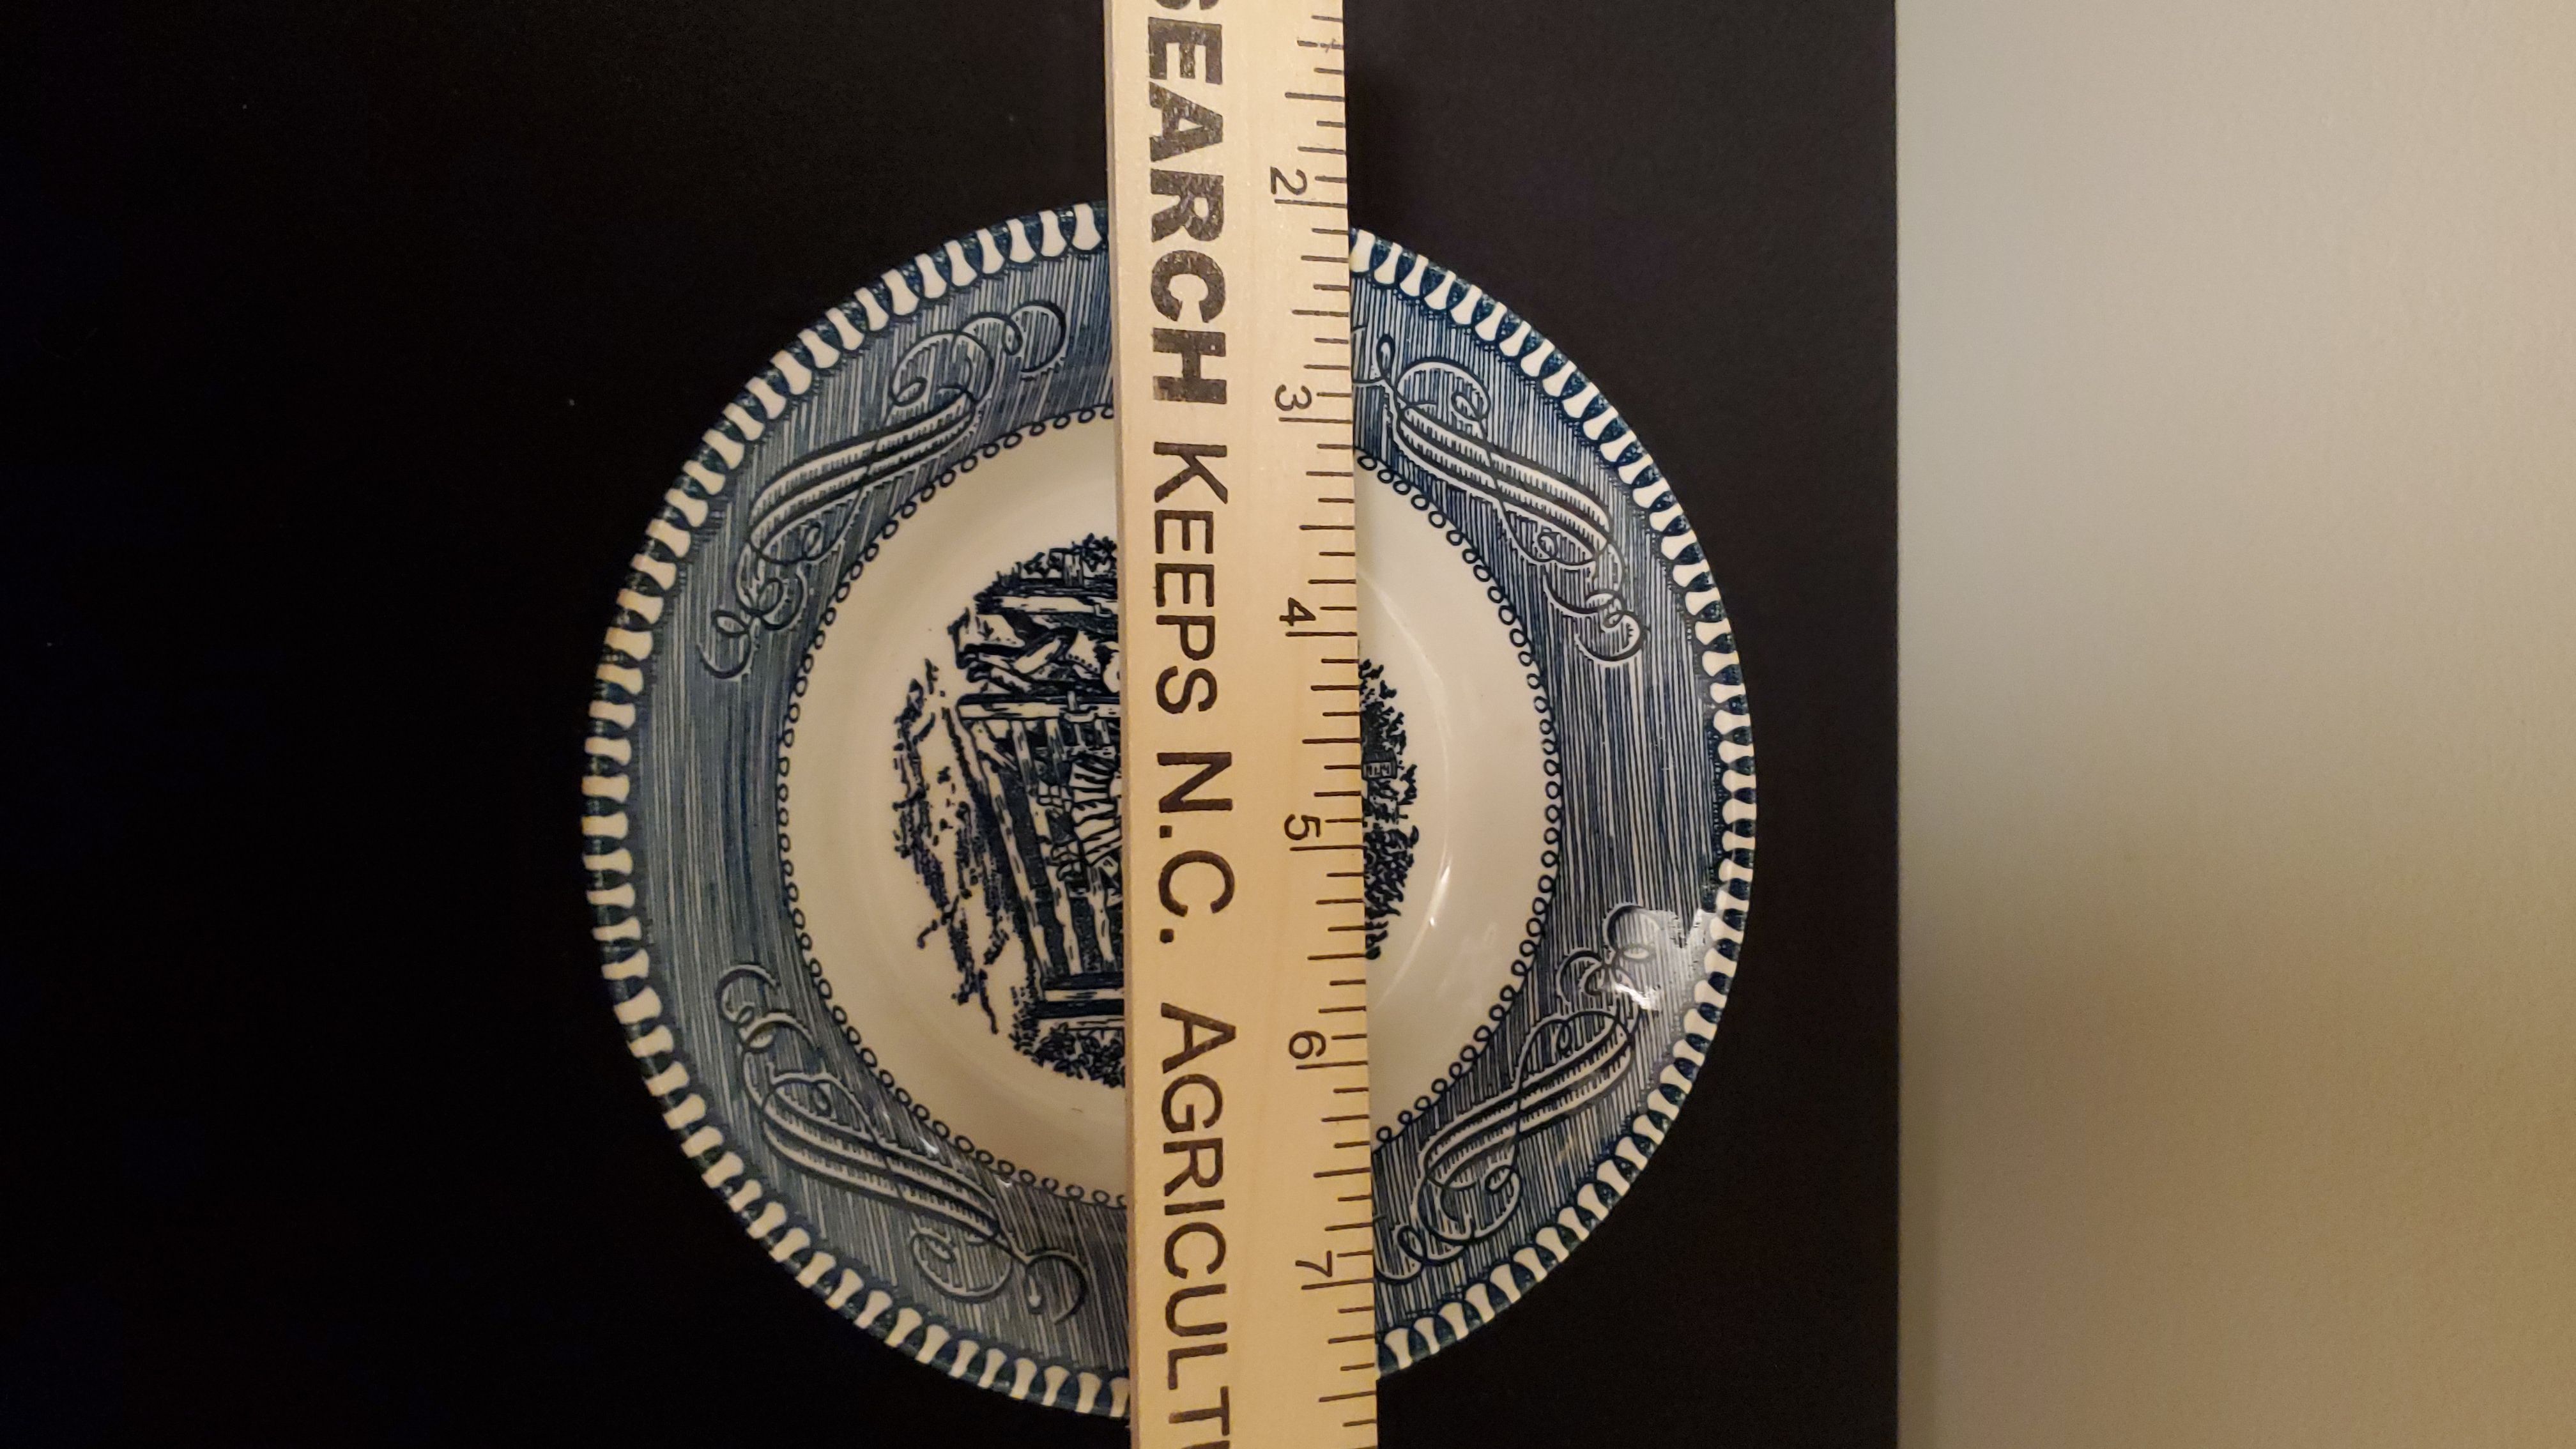 SEARCH KEEPS N.C. AGRICULT
2 3 4 5 6 7